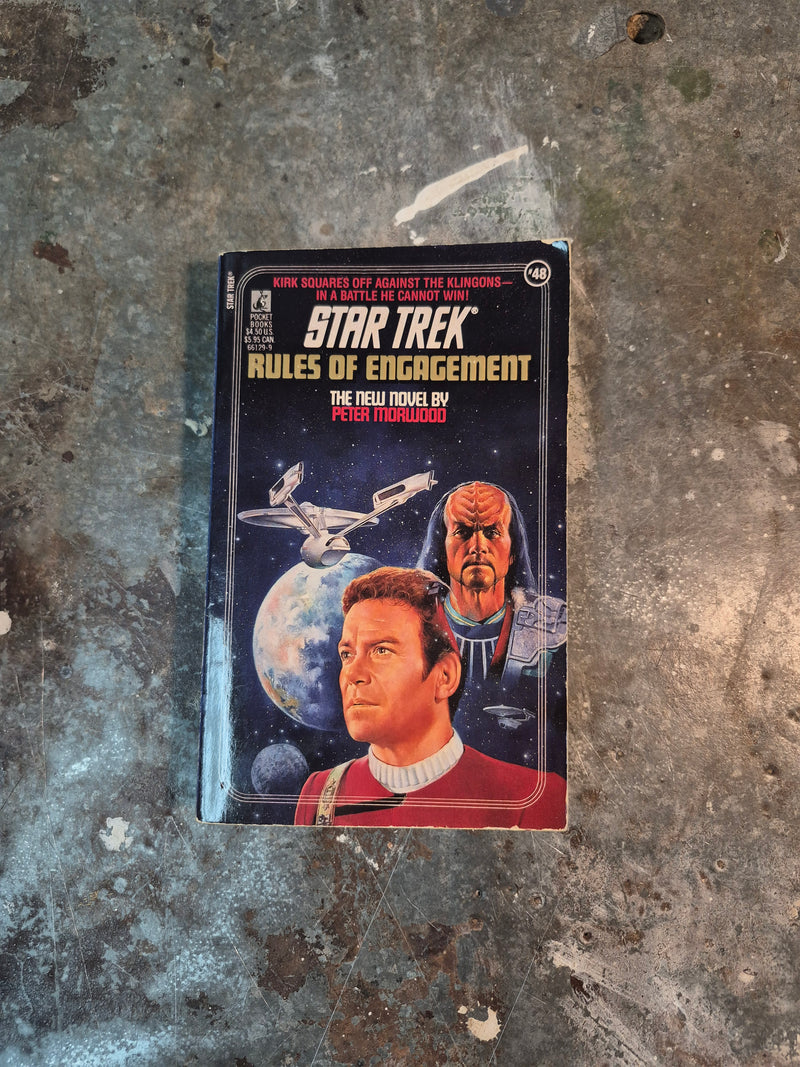 STAR TREK®
POCKET
BOOKS
$4.50 U.S.
$5.95 CAN.
66129-9
KIRK SQUARES OFF AGAINST THE KLINGONS—
IN A BATTLE HE CANNOT WIN!
#48
STAR TREK®
RULES OF ENGAGEMENT
THE NEW NOVEL BY
PETER MORWOOD